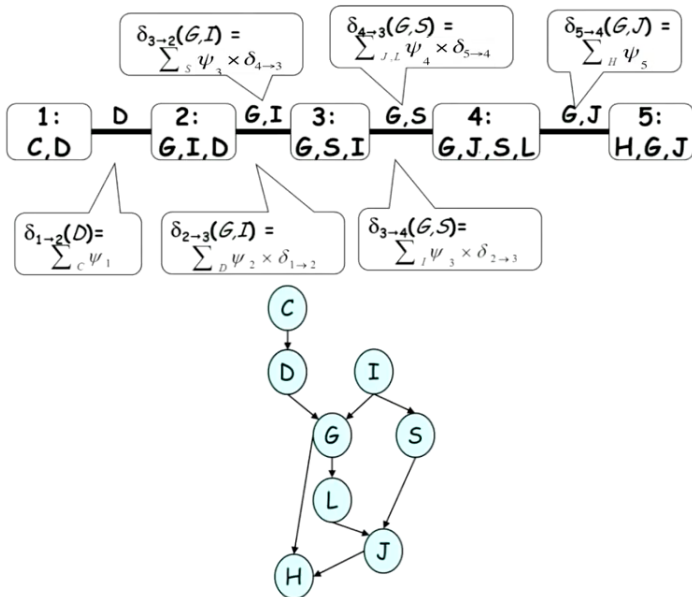 δ3→2(G,I) =
∑ S ψ3 × δ4→3
δ4→3(G,S)=
∑ J,L ψ4 × δ5→4
δ5→4(G,J) =
∑ H ψ5
1:
C,D
D
2:
G,I,D
G,I
3:
G,S,I
G,S
4:
G,J,S,L
G,J
5:
H,G,J
δ1→2(D)=
∑ C ψ1
δ2→3(G,I) =
∑ D ψ2 × δ1→2
δ3→4(G,S)=
∑ I ψ3 × δ2→3
C
D
I
G
S
L
J
H